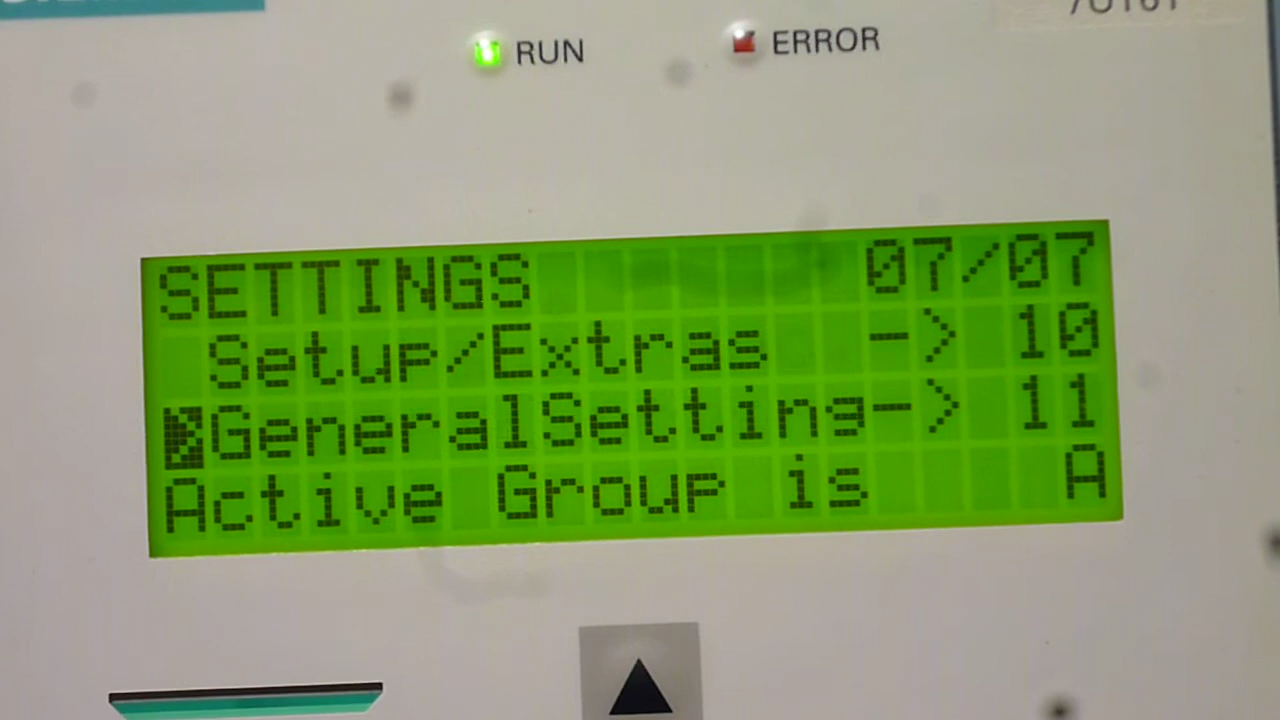 RUN
ERROR
SETTINGS 07/07
Setup/Extras -> 10
GeneralSetting-> 11
Active Group is A